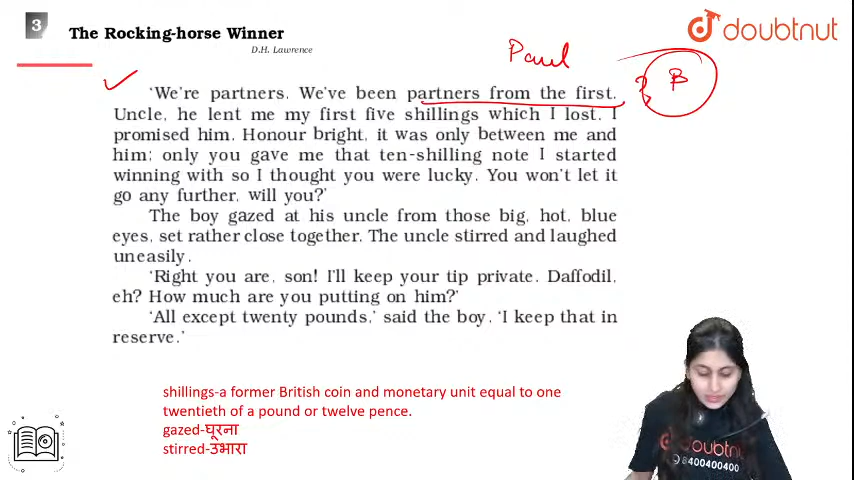 3
The Rocking-horse Winner
D.H. Lawrence
doubtnut
Paul
B
'We're partners. We've been partners from the first.
Uncle, he lent me my first five shillings which I lost. I
promised him. Honour bright, it was only between me and
him; only you gave me that ten-shilling note I started
winning with so I thought you were lucky. You won't let it
go any further, will you?'
The boy gazed at his uncle from those big, hot, blue
eyes, set rather close together. The uncle stirred and laughed
uneasily.
'Right you are, son! I'll keep your tip private. Daffodil,
eh? How much are you putting on him?'
'All except twenty pounds,' said the boy. 'I keep that in
reserve.'
shillings-a former British coin and monetary unit equal to one
twentieth of a pound or twelve pence.
gazed-घूरना
stirred-उभारा
doubtnut
8400400400